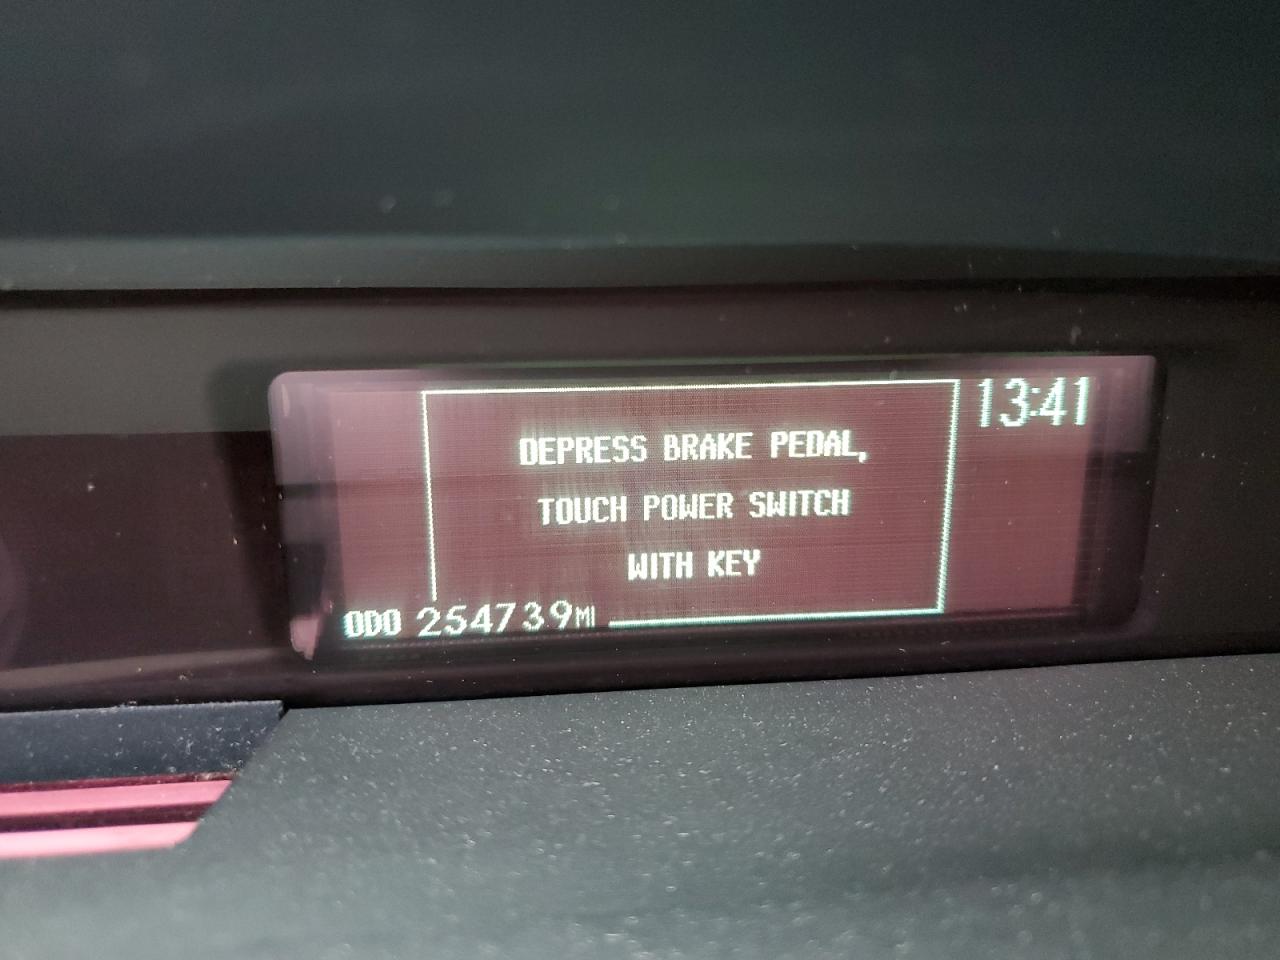 13:41
DEPRESS BRAKE PEDAL,
TOUCH POWER SWITCH
WITH KEY
ODO 254739MI